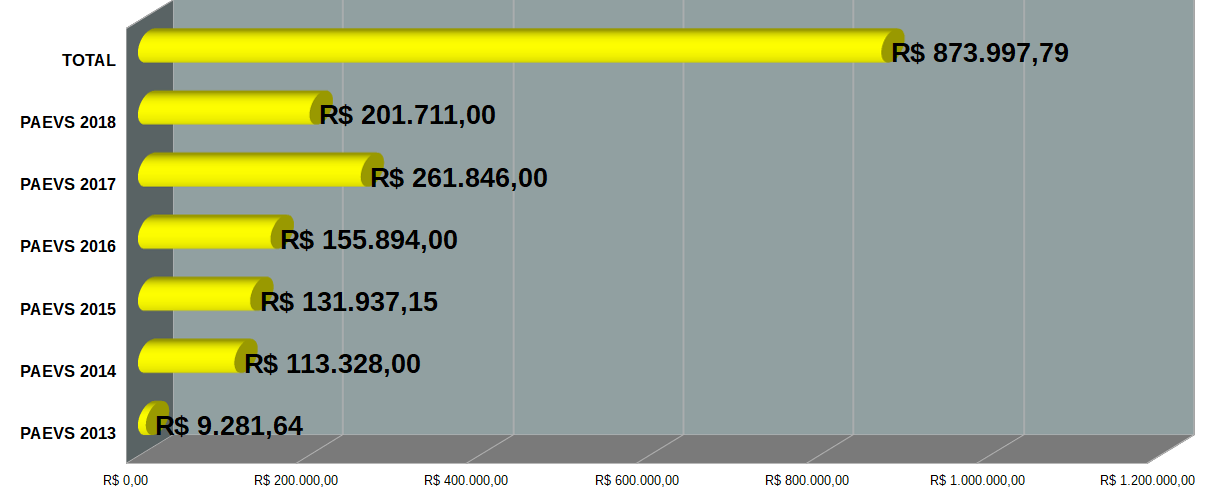 TOTAL R$ 873.997,79
PAEVS 2018 R$ 201.711,00
PAEVS 2017 R$ 261.846,00
PAEVS 2016 R$ 155.894,00
PAEVS 2015 R$ 131.937,15
PAEVS 2014 R$ 113.328,00
PAEVS 2013 R$ 9.281,64
R$ 0,00 R$ 200.000,00 R$ 400.000,00 R$ 600.000,00 R$ 800.000,00 R$ 1.000.000,00 R$ 1.200.000,00